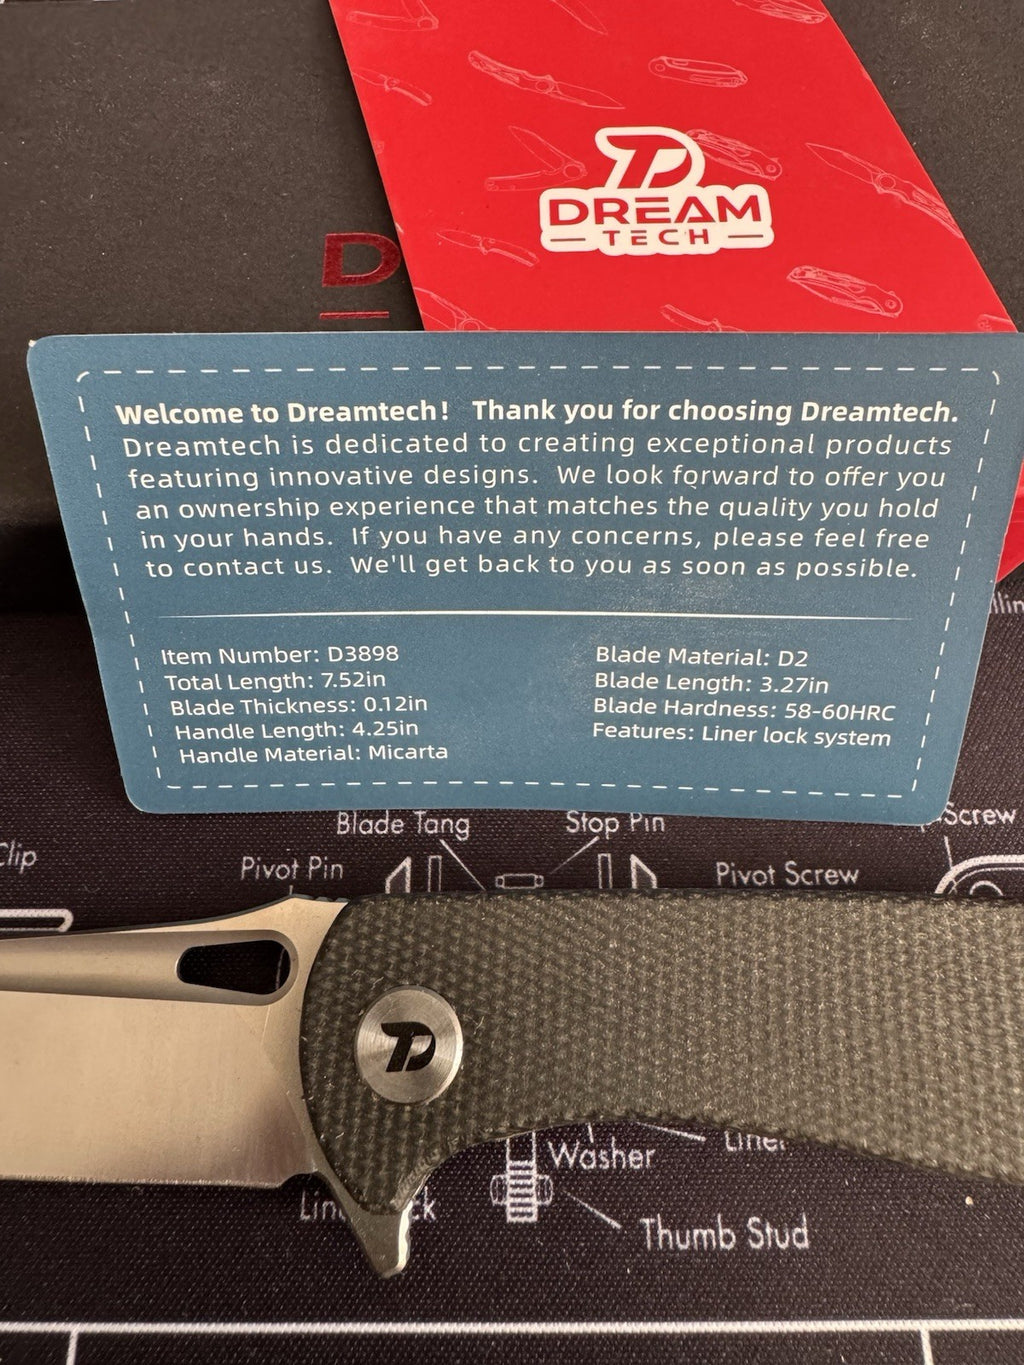 DREAM
TECH
D
Welcome to Dreamtech! Thank you for choosing Dreamtech.
Dreamtech is dedicated to creating exceptional products
featuring innovative designs. We look forward to offer you
an ownership experience that matches the quality you hold
in your hands. If you have any concerns, please feel free
to contact us. We'll get back to you as soon as possible.
Item Number: D3898
Total Length: 7.52in
Blade Thickness: 0.12in
Handle Length: 4.25in
Handle Material: Micarta
Blade Material: D2
Blade Length: 3.27in
Blade Hardness: 58-60HRC
Features: Liner lock system
Blade Tang
Stop Pin
Screw
Clip
Pivot Pin
Pivot Screw
Liner
Washer
Thumb Stud